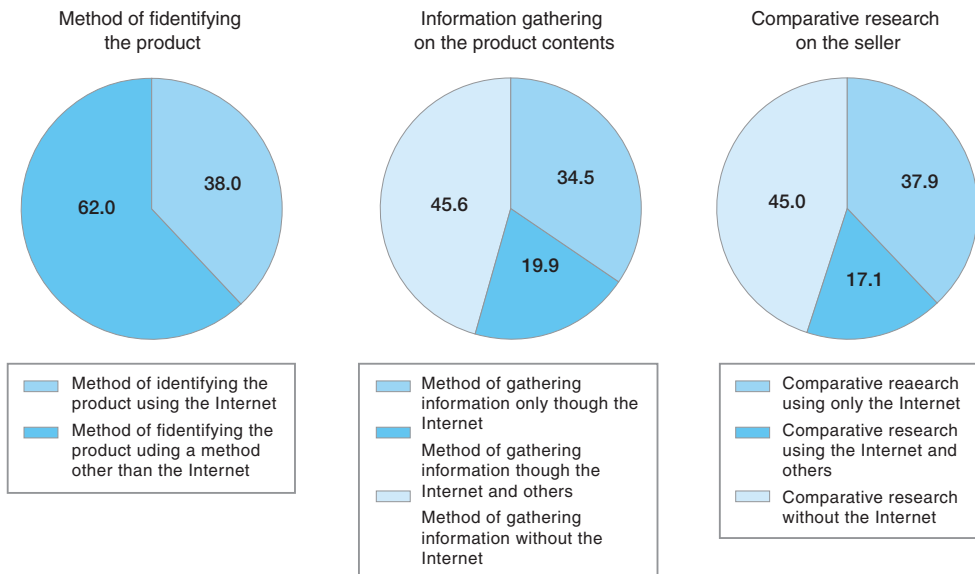 Method of fidentifying
the product
38.0
62.0
Method of identifying the
product using the Internet
Method of fidentifying the
product uding a method
other than the Internet
Information gathering
on the product contents
34.5
45.6
19.9
Method of gathering
information only though the
Internet
Method of gathering
information though the
Internet and others
Method of gathering
information without the
Internet
Comparative research
on the seller
37.9
45.0
17.1
Comparative reaearch
using only the Internet
Comparative research
using the Internet and
others
Comparative research
without the Internet